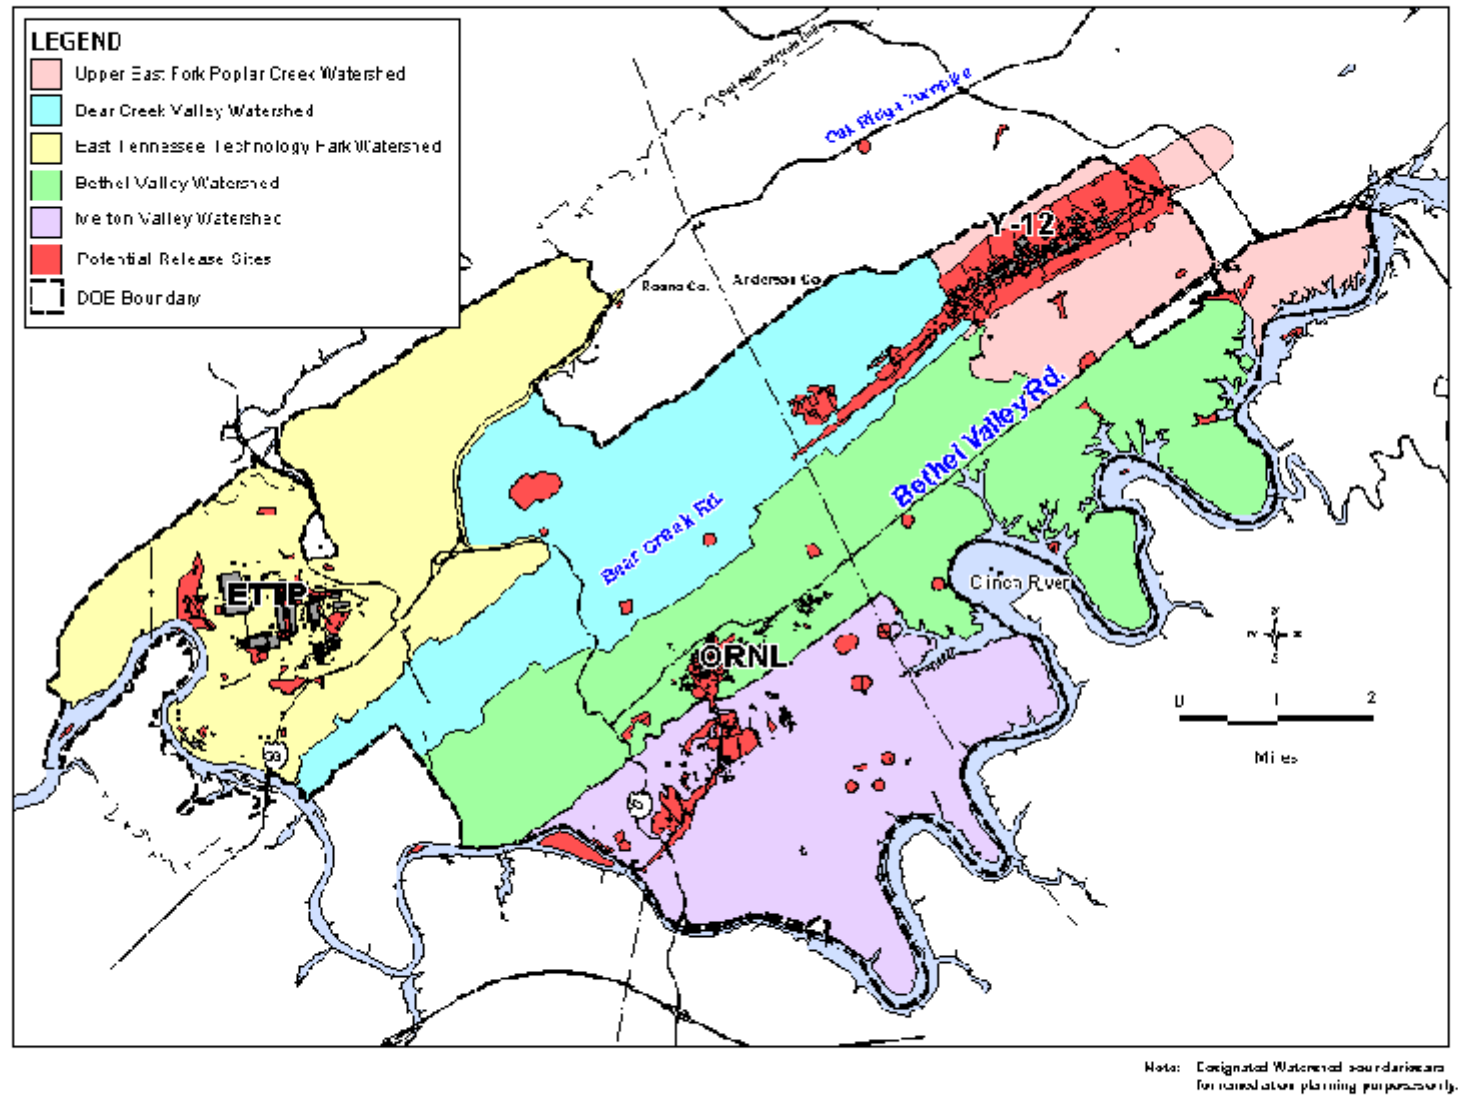 LEGEND
Upper East Fork Poplar Creek Watershed
Bear Creek Valley Watershed
East Tennessee Technology Park Watershed
Bethel Valley Watershed
Melton Valley Watershed
Potential Release Sites
DOE Boundary
Oak Ridge Turnpike
Y-12
Roane Co.
Anderson Co.
Bethel Valley Rd.
Bear Creek Rd.
ETTP
Clinch River
ORNL
N
W E
S
0 1 2
Miles
58
95
Note: Designated Watershed boundaries are
for remediation planning purposes only.